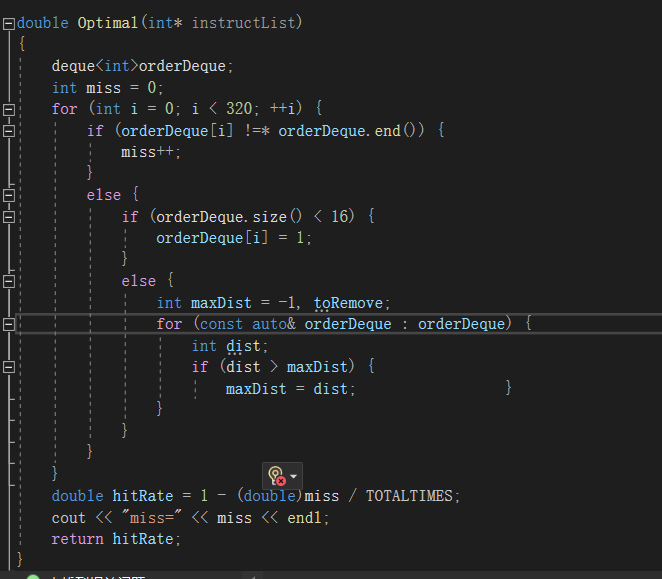 double Optimal(int* instructList)
{
deque<int>orderDeque;
int miss = 0;
for (int i = 0; i < 320; ++i) {
if (orderDeque[i] !=* orderDeque.end()) {
miss++;
}
else {
if (orderDeque.size() < 16) {
orderDeque[i] = 1;
}
else {
int maxDist = -1, toRemove;
for (const auto& orderDeque : orderDeque) {
int dist;
if (dist > maxDist) {
maxDist = dist; }
}
}
}
}
double hitRate = 1 - (double)miss / TOTALTIMES;
cout << "miss=" << miss << endl;
return hitRate;
}